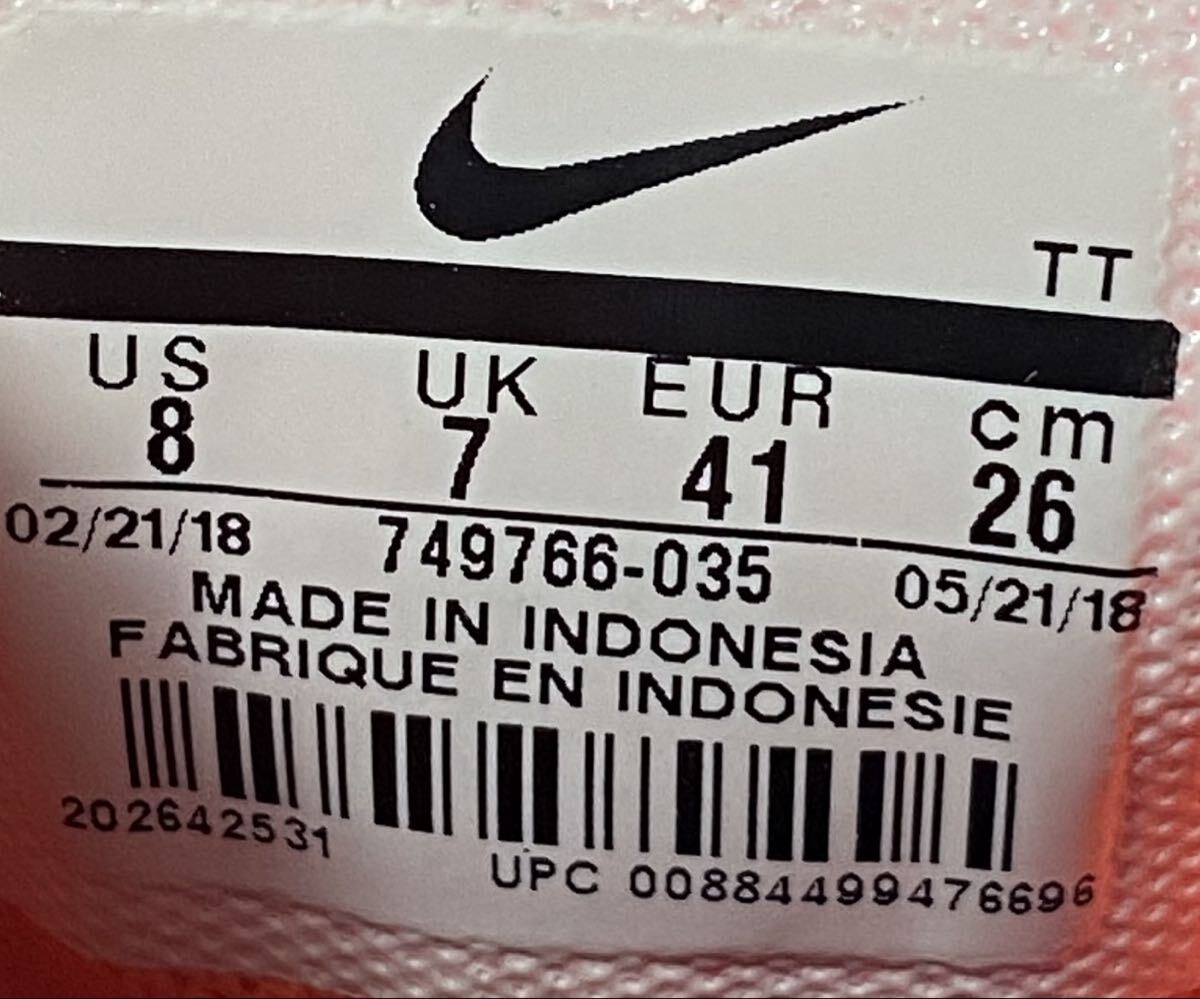 TT
US UK EUR cm
8 7 41 26
02/21/18 749766-035 05/21/18
MADE IN INDONESIA
FABRIQUE EN INDONESIE
202642531
UPC 00884499476696